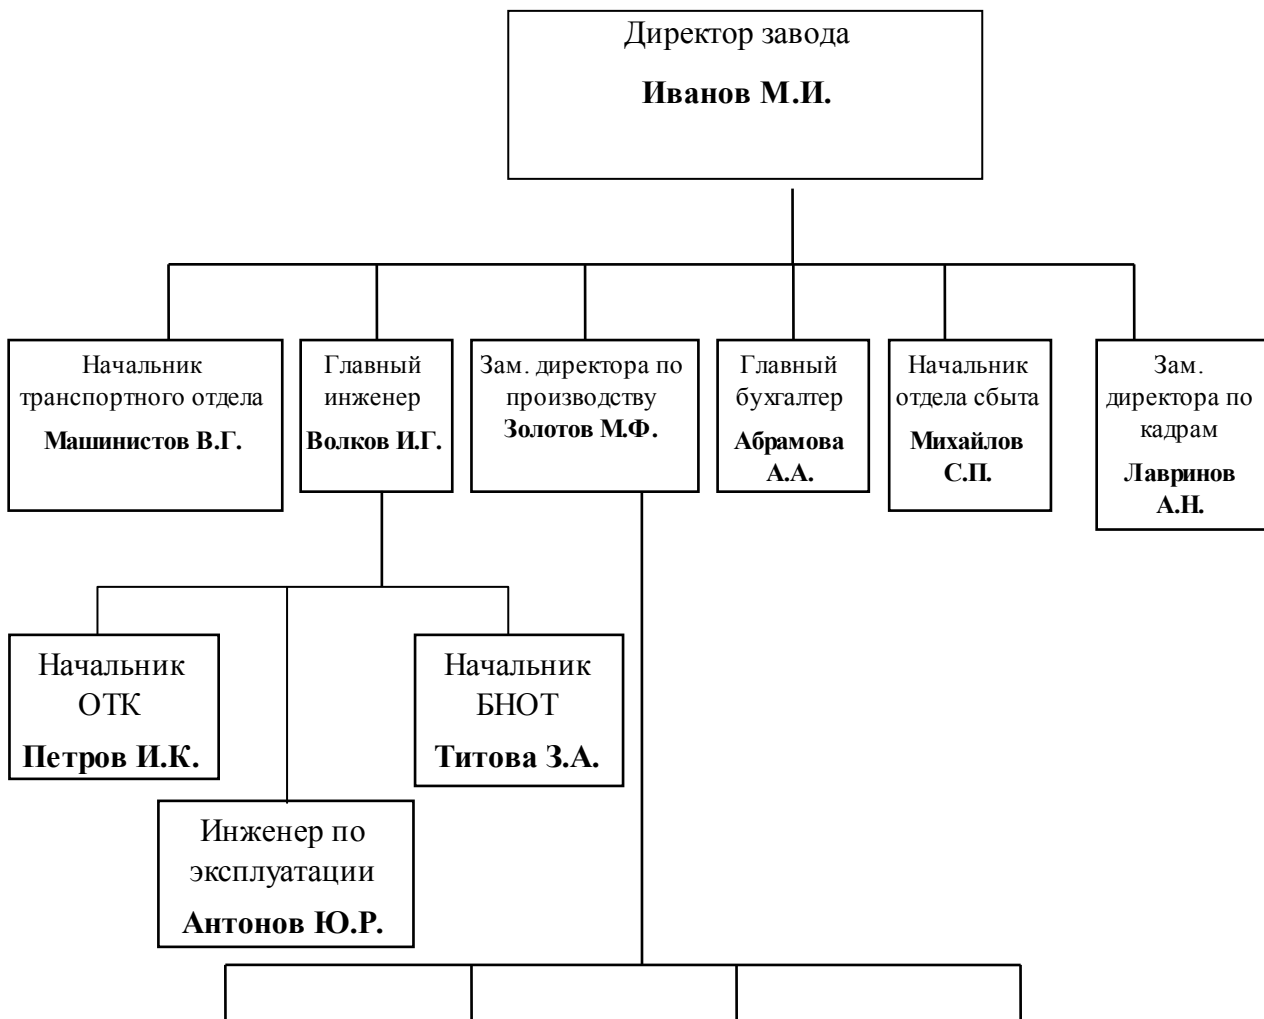 Директор завода
Иванов М.И.
Начальник
транспортного отдела
Машинистов В.Г.
Главный
инженер
Волков И.Г.
Зам. директора по
производству
Золотов М.Ф.
Главный
бухгалтер
Абрамова
А.А.
Начальник
отдела сбыта
Михайлов
С.П.
Зам.
директора по
кадрам
Лавринов
А.Н.
Начальник
ОТК
Петров И.К.
Начальник
БНОТ
Титова З.А.
Инженер по
эксплуатации
Антонов Ю.Р.